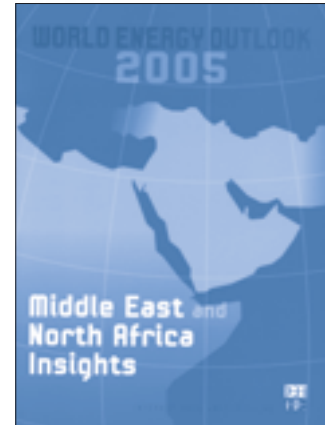 WORLD ENERGY OUTLOOK
2005
Middle East and
North Africa
Insights